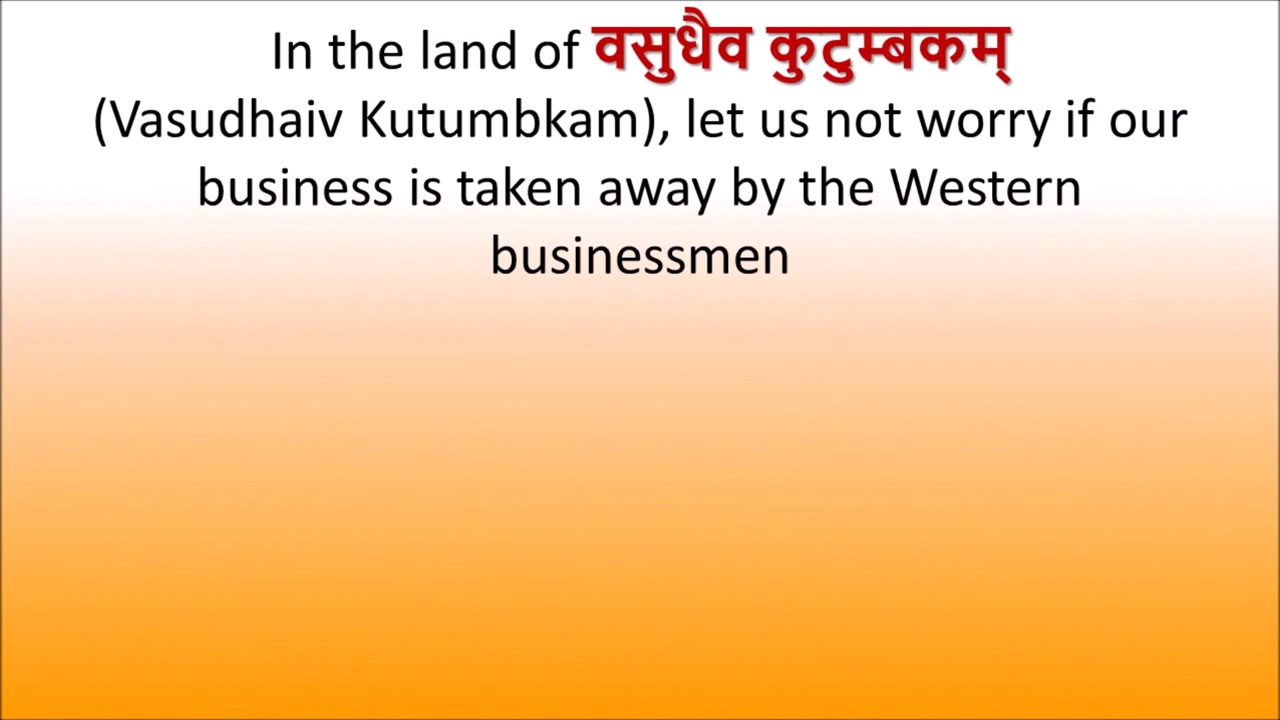 In the land of वसुधैव कुटुम्बकम्
(Vasudhaiv Kutumbkam), let us not worry if our
business is taken away by the Western
businessmen